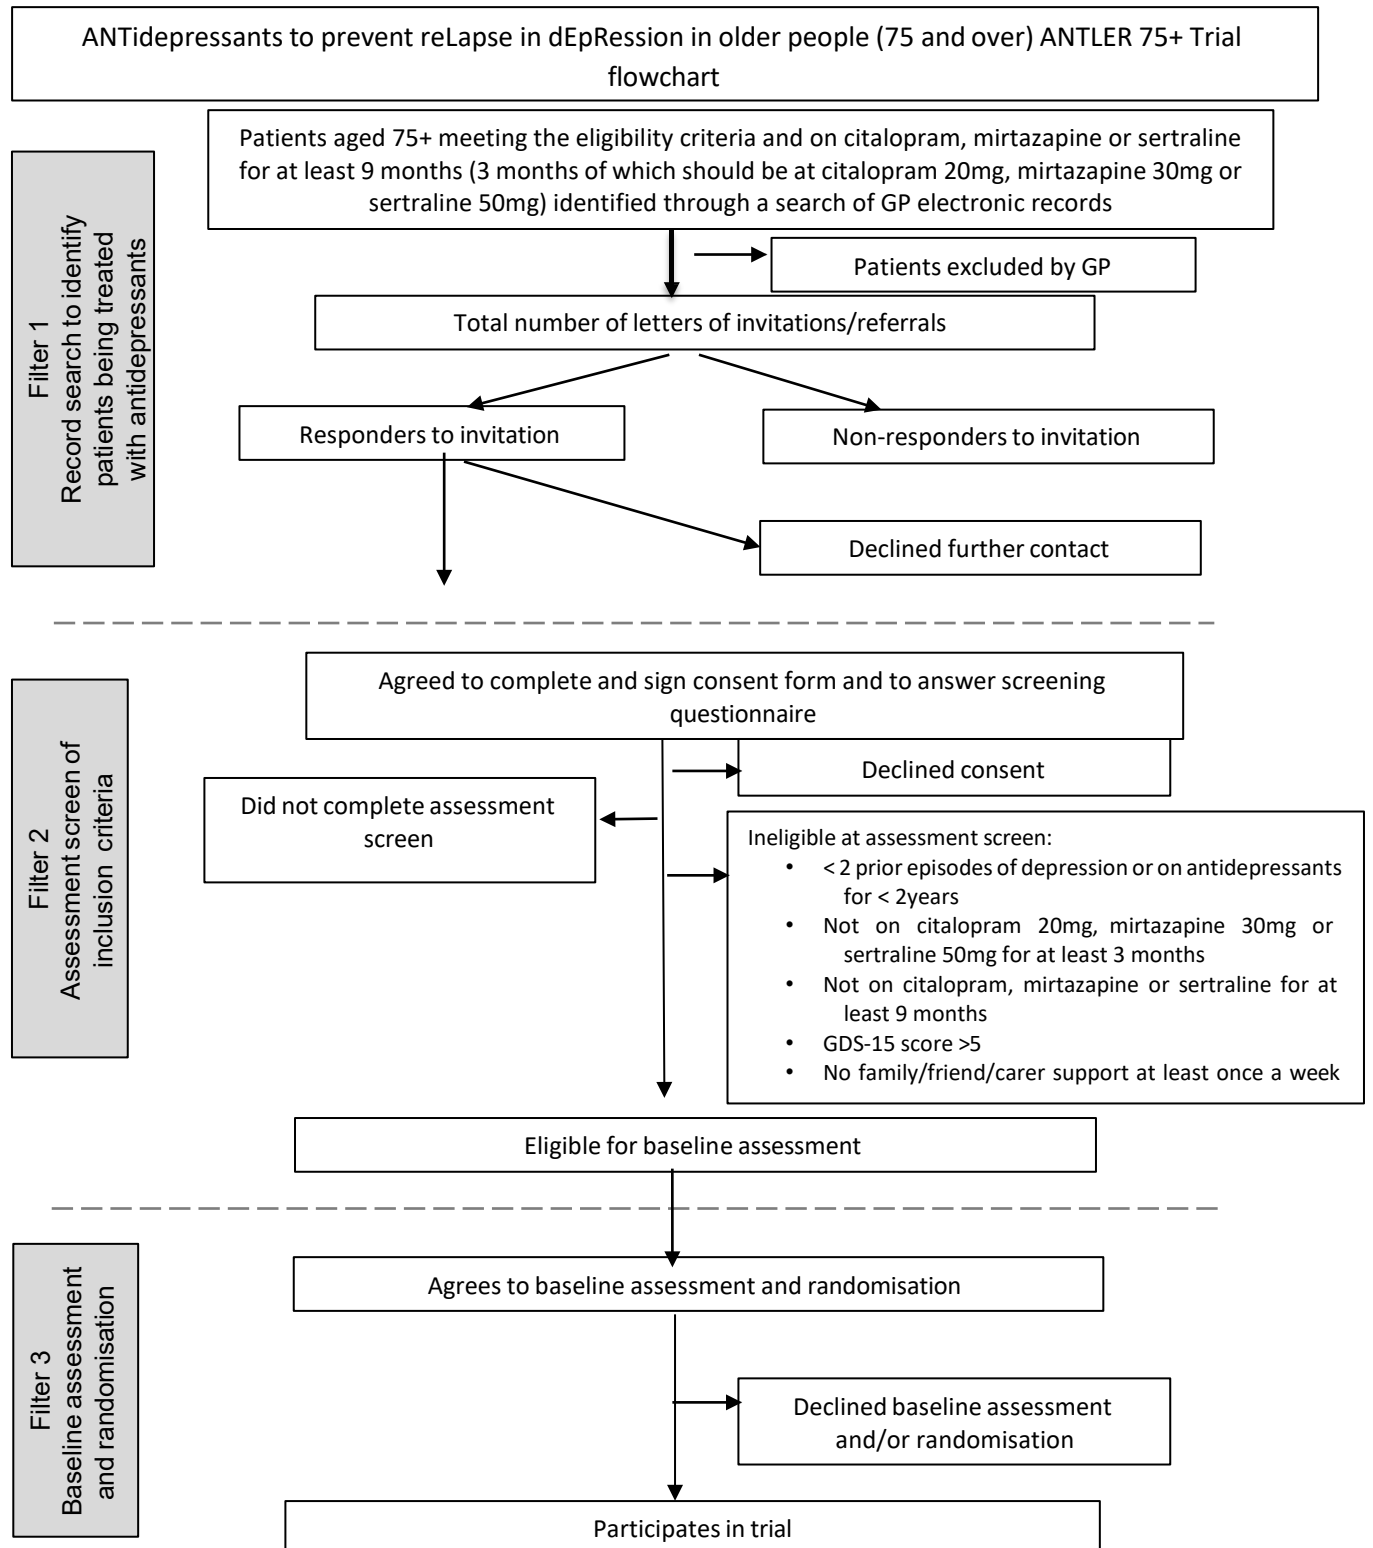 ANTidepressants to prevent reLapse in dEpRession in older people (75 and over) ANTLER 75+ Trial
flowchart
Patients aged 75+ meeting the eligibility criteria and on citalopram, mirtazapine or sertraline
for at least 9 months (3 months of which should be at citalopram 20mg, mirtazapine 30mg or
sertraline 50mg) identified through a search of GP electronic records
Filter 1
Record search to identify
patients being treated
with antidepressants
Patients excluded by GP
Total number of letters of invitations/referrals
Responders to invitation
Non-responders to invitation
Declined further contact
Filter 2
Assessment screen of
inclusion criteria
Agreed to complete and sign consent form and to answer screening
questionnaire
Declined consent
Did not complete assessment
screen
Ineligible at assessment screen:
• < 2 prior episodes of depression or on antidepressants
for < 2years
• Not on citalopram 20mg, mirtazapine 30mg or
sertraline 50mg for at least 3 months
• Not on citalopram, mirtazapine or sertraline for at
least 9 months
• GDS-15 score >5
• No family/friend/carer support at least once a week
Eligible for baseline assessment
Filter 3
Baseline assessment
and randomisation
Agrees to baseline assessment and randomisation
Declined baseline assessment
and/or randomisation
Participates in trial